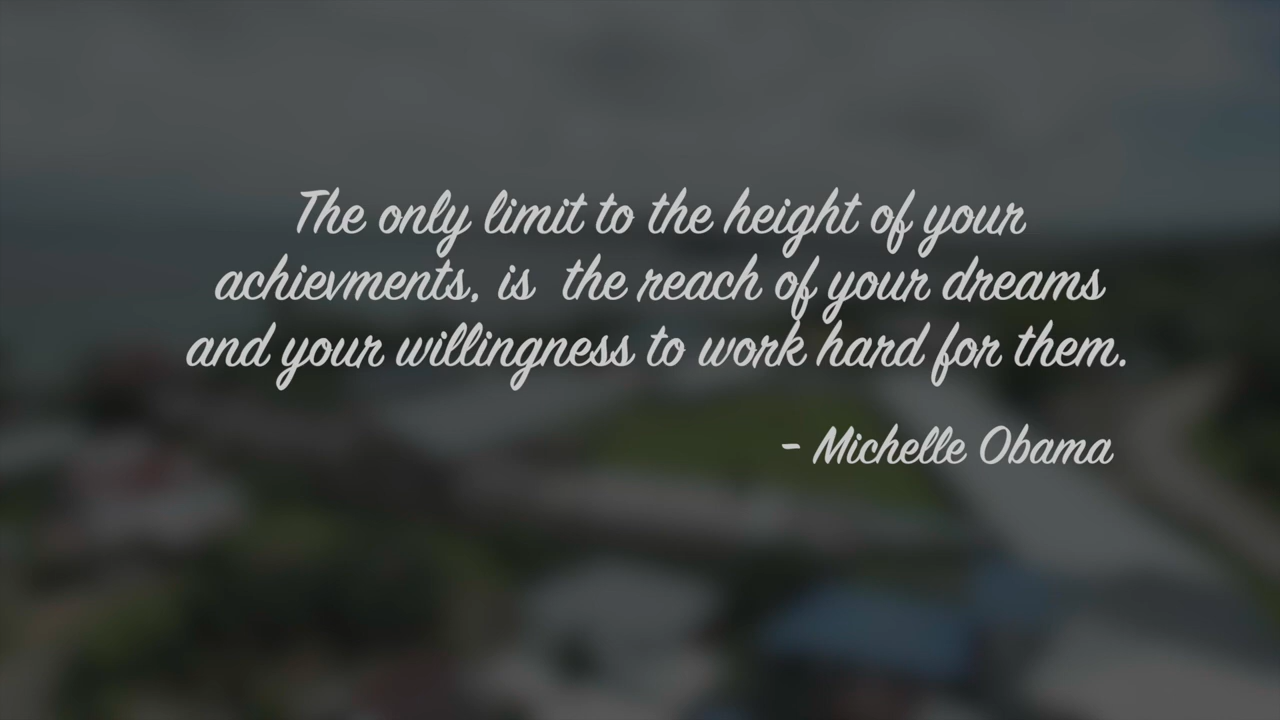 The only limit to the height of your
achievments, is  the reach of your dreams
and your willingness to work hard for them.
- Michelle Obama